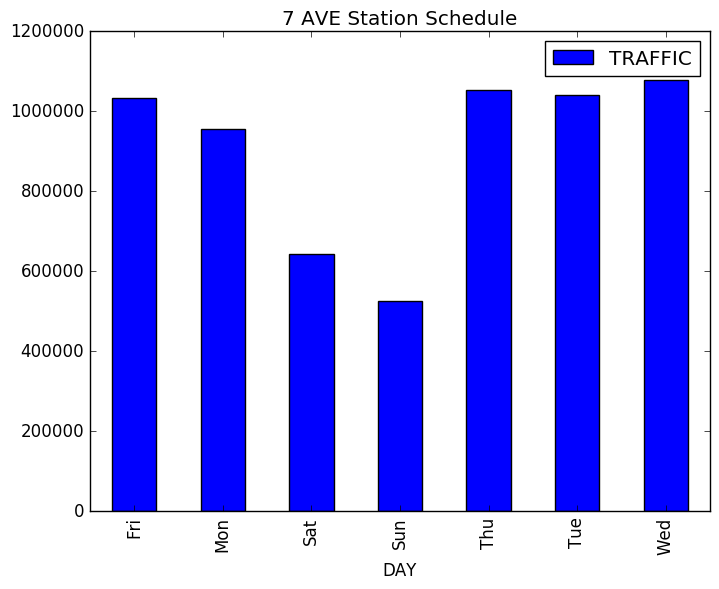 7 AVE Station Schedule
TRAFFIC
1200000
1000000
800000
600000
400000
200000
0
Fri
Mon
Sat
Sun
Thu
Tue
Wed
DAY